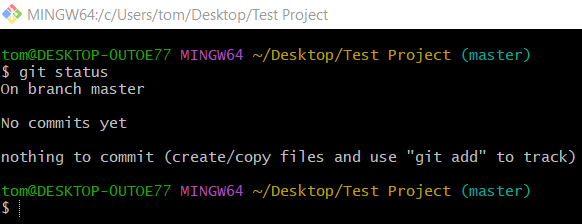 MINGW64:/c/Users/tom/Desktop/Test Project
tom@DESKTOP-OUTOE77 MINGW64 ~/Desktop/Test Project (master)
$ git status
On branch master
No commits yet
nothing to commit (create/copy files and use "git add" to track)
tom@DESKTOP-OUTOE77 MINGW64 ~/Desktop/Test Project (master)
$